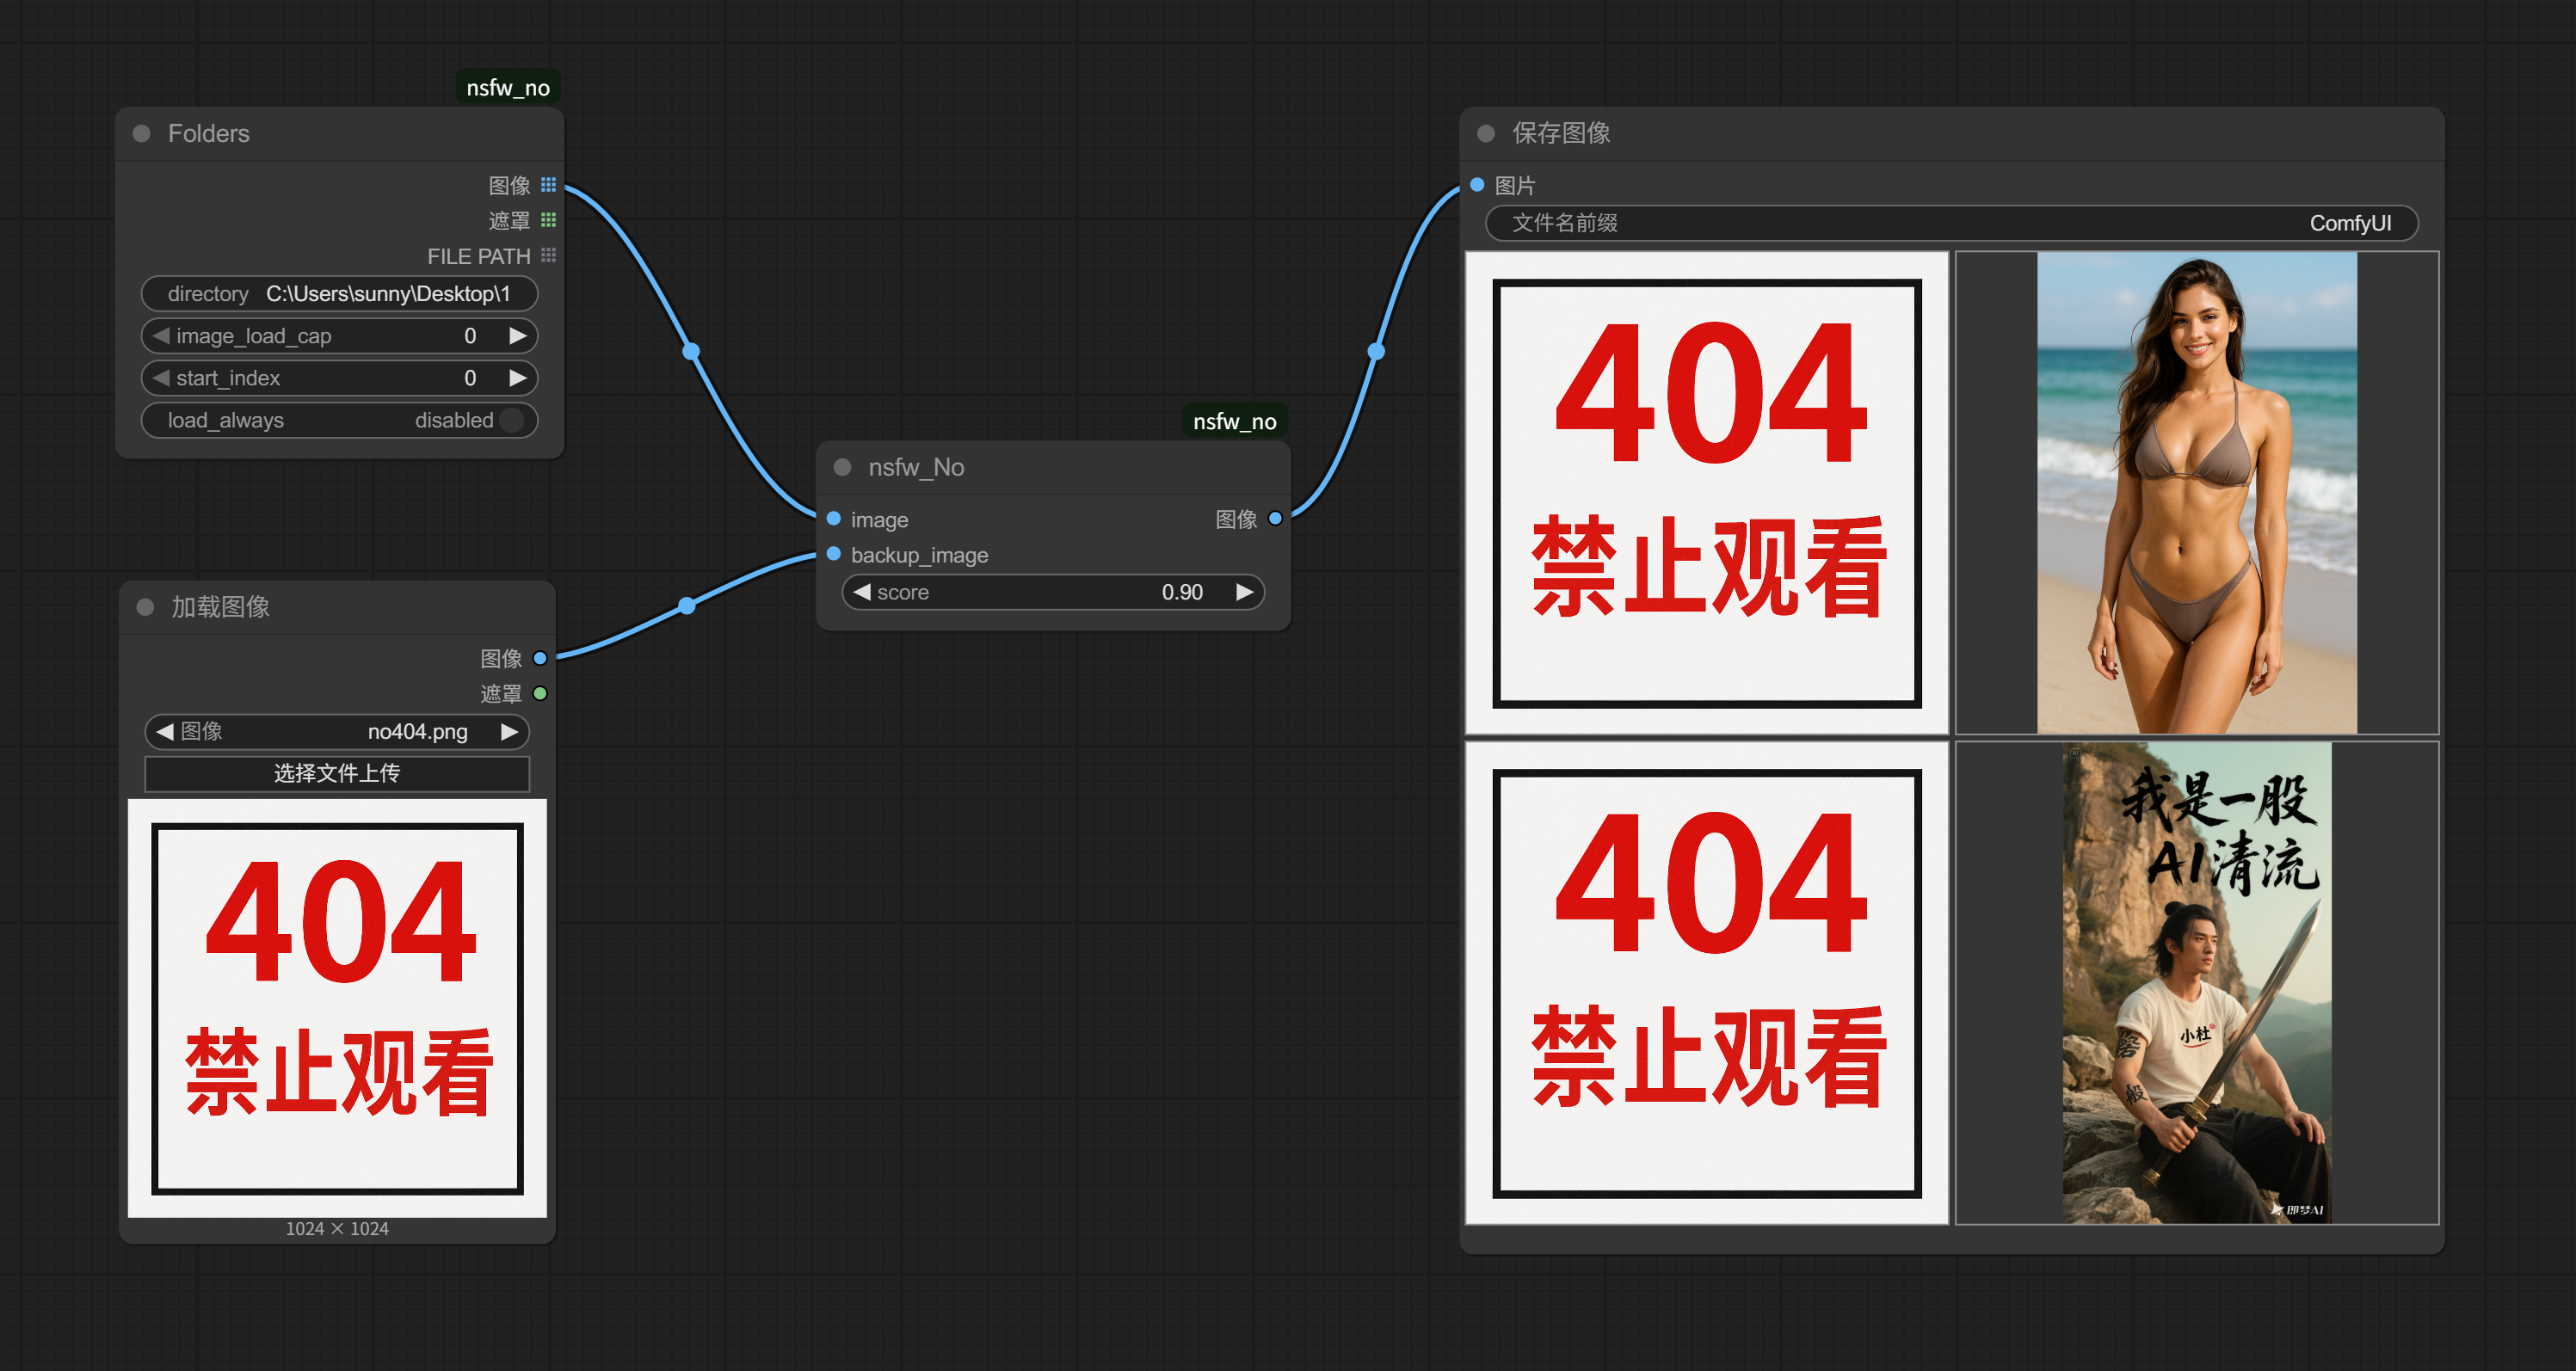 nsfw_no
Folders
图像
遮罩
FILE PATH
directory C:\Users\sunny\Desktop\1
image_load_cap 0
start_index 0
load_always disabled
加载图像
图像
遮罩
图像 no404.png
选择文件上传
404
禁止观看
1024 × 1024
nsfw_no
nsfw_No
image 图像
backup_image
score 0.90
保存图像
图片
文件名前缀 ComfyUI
404
禁止观看
404
禁止观看
我是一股
AI清流
小杜
般
即梦AI